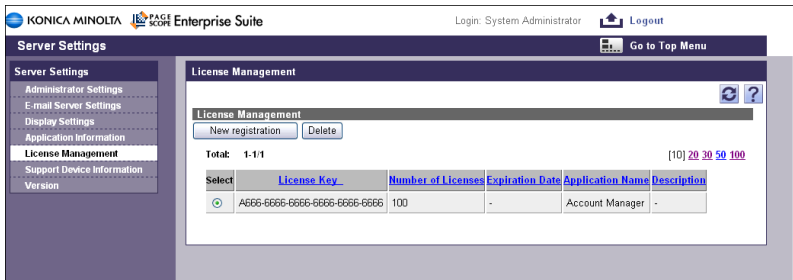 KONICA MINOLTA PAGE SCOPE Enterprise Suite Login: System Administrator Logout
Server Settings Go to Top Menu
Server Settings
Administrator Settings
E-mail Server Settings
Display Settings
Application Information
License Management
Support Device Information
Version
License Management
?
License Management
New registration Delete
Total: 1-1/1 [10] 20 30 50 100
Select License Key Number of Licenses Expiration Date Application Name Description
A666-6666-6666-6666-6666-6666 100 - Account Manager -